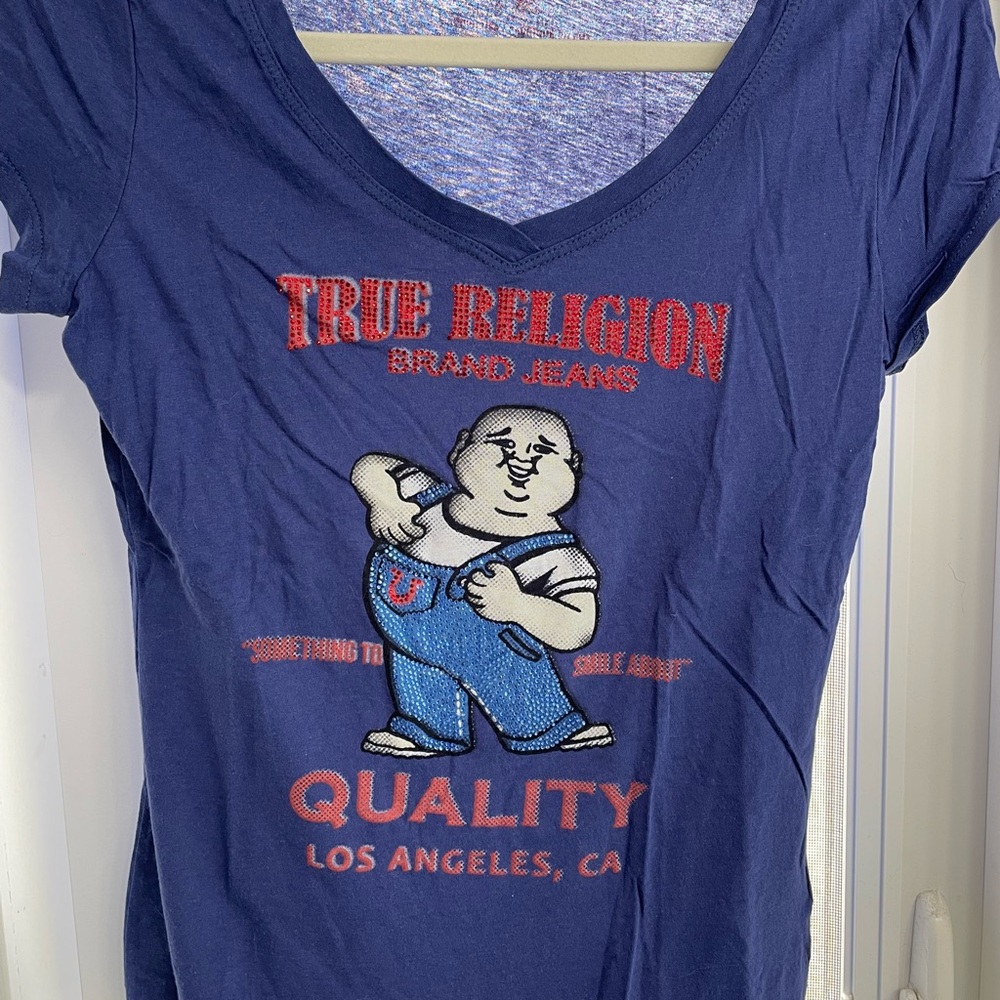 TRUE RELIGION
BRAND JEANS
U
"SOMETHING TO SMILE ABOUT"
QUALITY
LOS ANGELES, CA